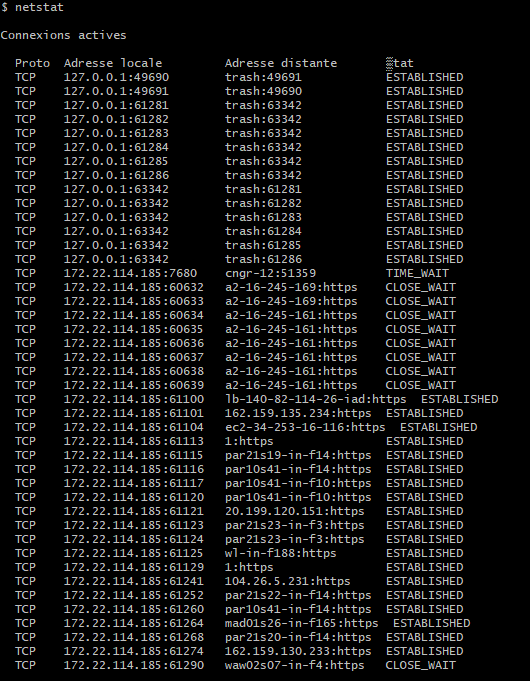 $ netstat
Connexions actives
Proto Adresse locale Adresse distante ▒tat
TCP 127.0.0.1:49690 trash:49691 ESTABLISHED
TCP 127.0.0.1:49691 trash:49690 ESTABLISHED
TCP 127.0.0.1:61281 trash:63342 ESTABLISHED
TCP 127.0.0.1:61282 trash:63342 ESTABLISHED
TCP 127.0.0.1:61283 trash:63342 ESTABLISHED
TCP 127.0.0.1:61284 trash:63342 ESTABLISHED
TCP 127.0.0.1:61285 trash:63342 ESTABLISHED
TCP 127.0.0.1:61286 trash:63342 ESTABLISHED
TCP 127.0.0.1:63342 trash:61281 ESTABLISHED
TCP 127.0.0.1:63342 trash:61282 ESTABLISHED
TCP 127.0.0.1:63342 trash:61283 ESTABLISHED
TCP 127.0.0.1:63342 trash:61284 ESTABLISHED
TCP 127.0.0.1:63342 trash:61285 ESTABLISHED
TCP 127.0.0.1:63342 trash:61286 ESTABLISHED
TCP 172.22.114.185:7680 cngr-12:51359 TIME_WAIT
TCP 172.22.114.185:60632 a2-16-245-169:https CLOSE_WAIT
TCP 172.22.114.185:60633 a2-16-245-169:https CLOSE_WAIT
TCP 172.22.114.185:60634 a2-16-245-161:https CLOSE_WAIT
TCP 172.22.114.185:60635 a2-16-245-161:https CLOSE_WAIT
TCP 172.22.114.185:60636 a2-16-245-161:https CLOSE_WAIT
TCP 172.22.114.185:60637 a2-16-245-161:https CLOSE_WAIT
TCP 172.22.114.185:60638 a2-16-245-161:https CLOSE_WAIT
TCP 172.22.114.185:60639 a2-16-245-161:https CLOSE_WAIT
TCP 172.22.114.185:61100 lb-140-82-114-26-iad:https ESTABLISHED
TCP 172.22.114.185:61101 162.159.135.234:https ESTABLISHED
TCP 172.22.114.185:61104 ec2-34-253-16-116:https ESTABLISHED
TCP 172.22.114.185:61113 1:https ESTABLISHED
TCP 172.22.114.185:61115 par21s19-in-f14:https ESTABLISHED
TCP 172.22.114.185:61116 par10s41-in-f14:https ESTABLISHED
TCP 172.22.114.185:61117 par10s41-in-f10:https ESTABLISHED
TCP 172.22.114.185:61120 par10s41-in-f10:https ESTABLISHED
TCP 172.22.114.185:61121 20.199.120.151:https ESTABLISHED
TCP 172.22.114.185:61123 par21s23-in-f3:https ESTABLISHED
TCP 172.22.114.185:61124 par21s23-in-f3:https ESTABLISHED
TCP 172.22.114.185:61125 wl-in-f188:https ESTABLISHED
TCP 172.22.114.185:61129 1:https ESTABLISHED
TCP 172.22.114.185:61241 104.26.5.231:https ESTABLISHED
TCP 172.22.114.185:61252 par21s22-in-f14:https ESTABLISHED
TCP 172.22.114.185:61260 par10s41-in-f14:https ESTABLISHED
TCP 172.22.114.185:61264 mad01s26-in-f165:https ESTABLISHED
TCP 172.22.114.185:61268 par21s20-in-f14:https ESTABLISHED
TCP 172.22.114.185:61274 162.159.130.233:https ESTABLISHED
TCP 172.22.114.185:61290 waw02s07-in-f4:https CLOSE_WAIT